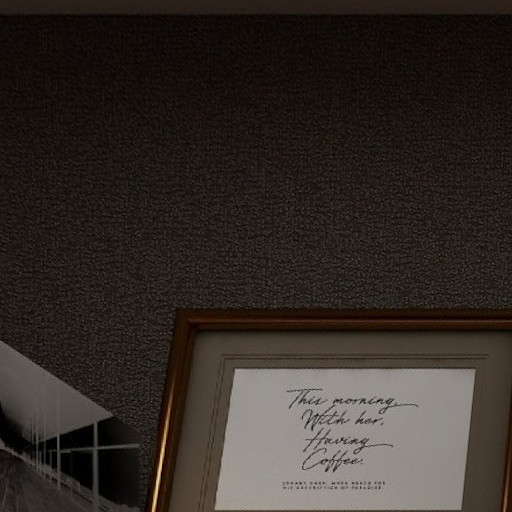 This morning,
With her,
Having
Coffee.
JOHNNY CASH, WHEN ASKED FOR
HIS DESCRIPTION OF PARADISE.